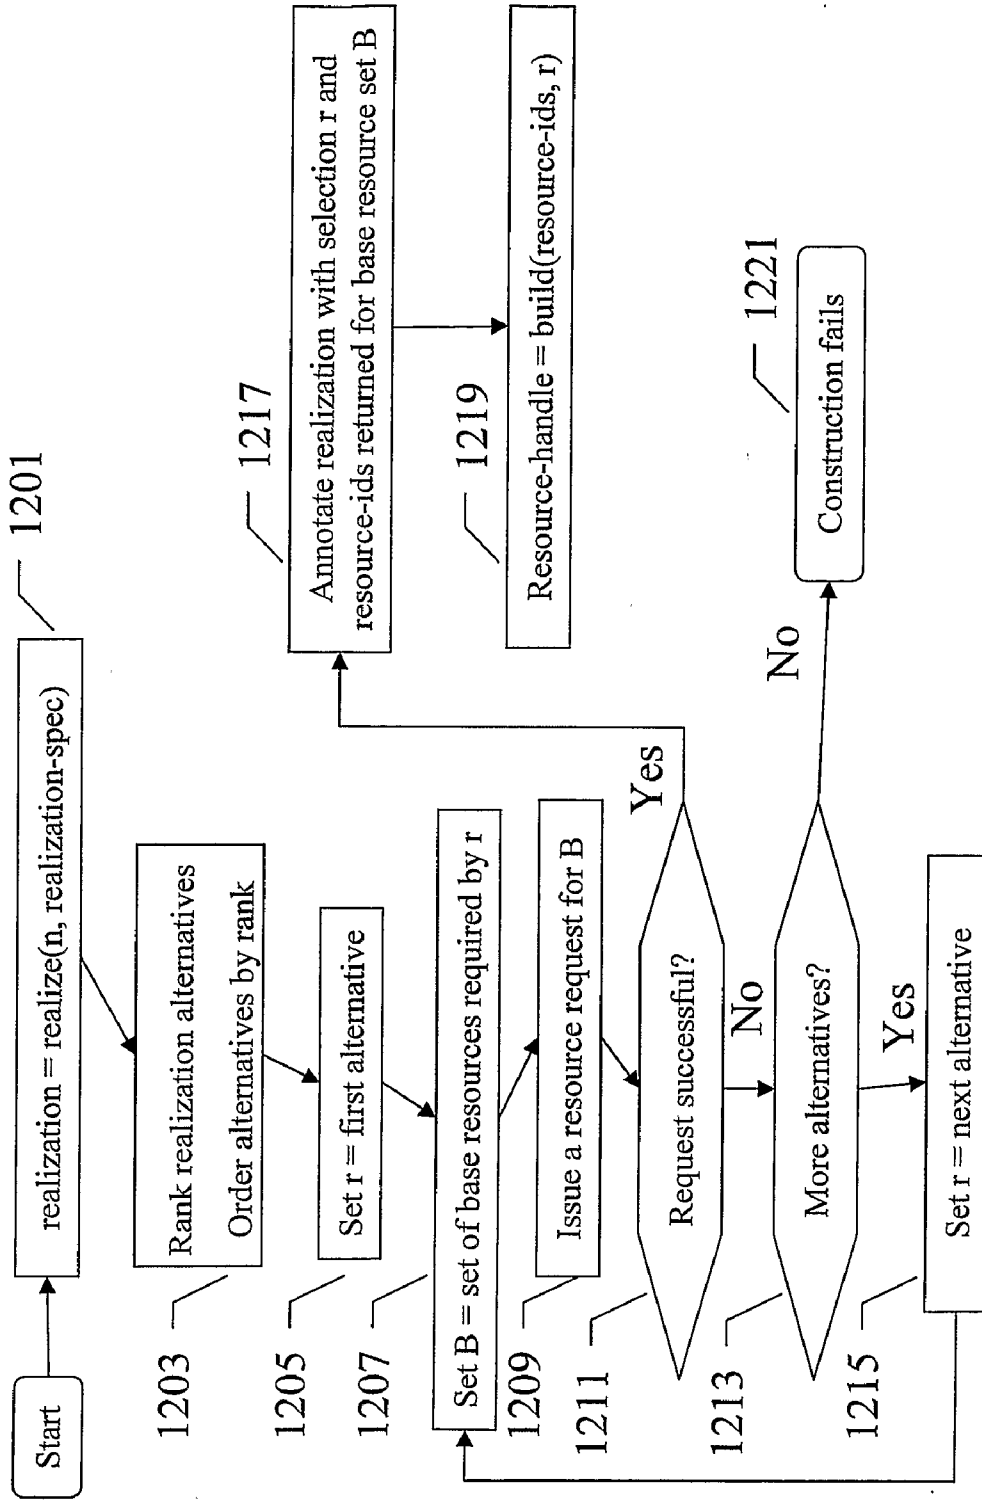 Start
realization = realize(n, realization-spec)
1201
1203
Rank realization alternatives
Order alternatives by rank
1205
Set r = first alternative
1207
Set B = set of base resources required by r
1209
Issue a resource request for B
1211
Request successful?
Yes
No
1213
More alternatives?
No
Yes
1215
Set r = next alternative
1217
Annotate realization with selection r and
resource-ids returned for base resource set B
1219
Resource-handle = build(resource-ids, r)
1221
Construction fails